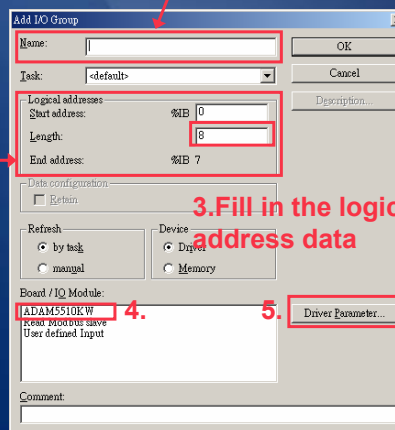 Add I/O Group
Name:
OK
Task: <default>
Cancel
Logical addresses
Description...
Start address: %IB 0
Length: 8
End address: %IB 7
Data configuration
Retain
3.Fill in the logic
address data
Refresh
Device
by task
Driver
manual
Memory
Board / IO Module:
ADAM5510KW
4.
5.
Driver Parameter...
Read Modbus slave
User defined Input
Comment: